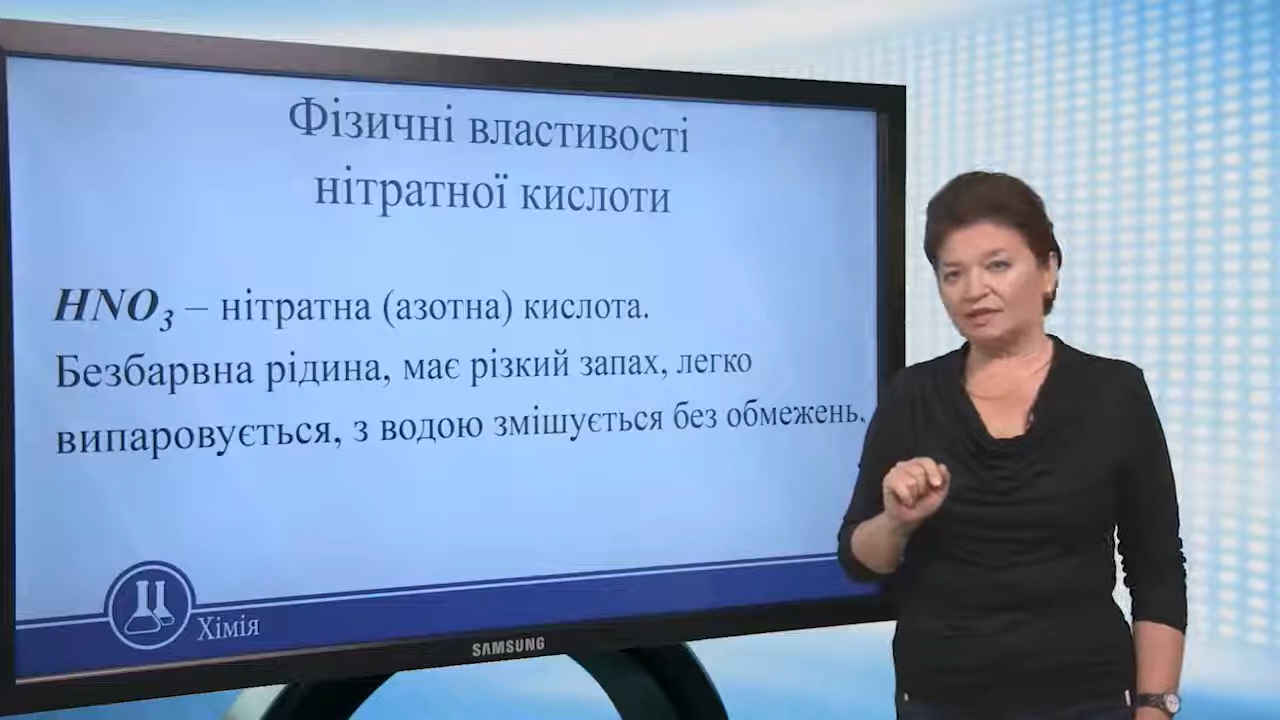 Фізичні властивості
нітратної кислоти
HNO₃ – нітратна (азотна) кислота.
Безбарвна рідина, має різкий запах, легко
випаровується, з водою змішується без обмежень.
Хімія
SAMSUNG